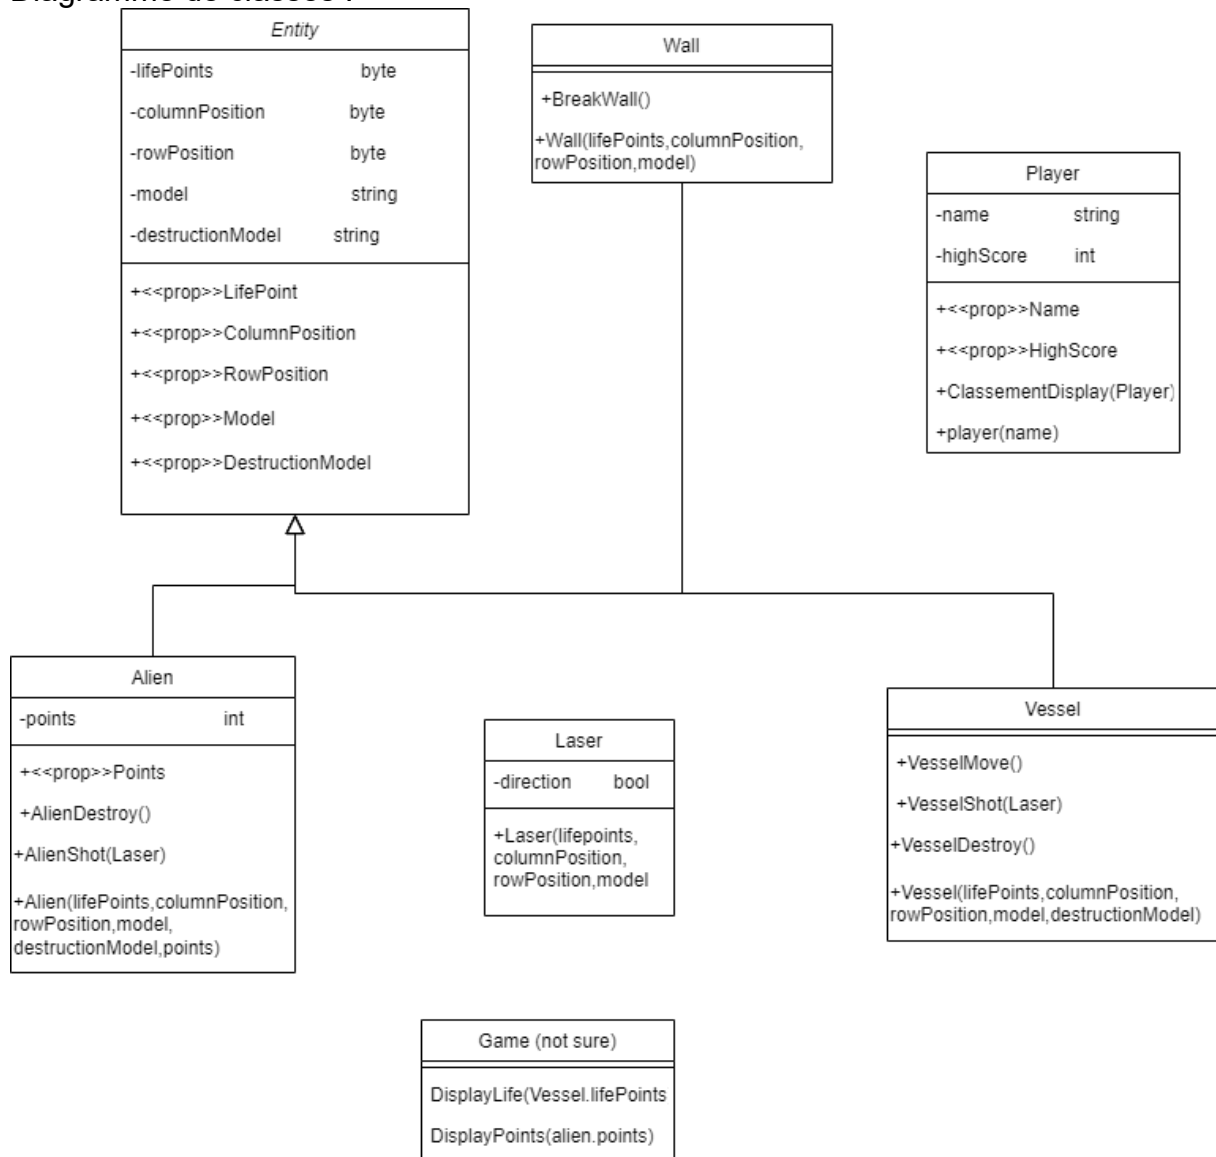 Diagramme de classes :
Entity
-lifePoints byte
-columnPosition byte
-rowPosition byte
-model string
-destructionModel string
+<<prop>>LifePoint
+<<prop>>ColumnPosition
+<<prop>>RowPosition
+<<prop>>Model
+<<prop>>DestructionModel
Wall
+BreakWall()
+Wall(lifePoints,columnPosition,
rowPosition,model)
Player
-name string
-highScore int
+<<prop>>Name
+<<prop>>HighScore
+ClassementDisplay(Player)
+player(name)
Alien
-points int
+<<prop>>Points
+AlienDestroy()
+AlienShot(Laser)
+Alien(lifePoints,columnPosition,
rowPosition,model,
destructionModel,points)
Laser
-direction bool
+Laser(lifepoints,
columnPosition,
rowPosition,model
Vessel
+VesselMove()
+VesselShot(Laser)
+VesselDestroy()
+Vessel(lifePoints,columnPosition,
rowPosition,model,destructionModel)
Game (not sure)
DisplayLife(Vessel.lifePoints
DisplayPoints(alien.points)